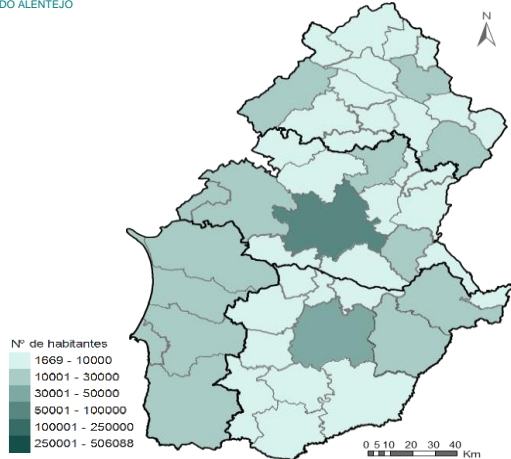 DO ALENTEJO
N
Nº de habitantes
1669 - 10000
10001 - 30000
30001 - 50000
50001 - 100000
100001 - 250000
250001 - 506088
0 5 10 20 30 40
Km